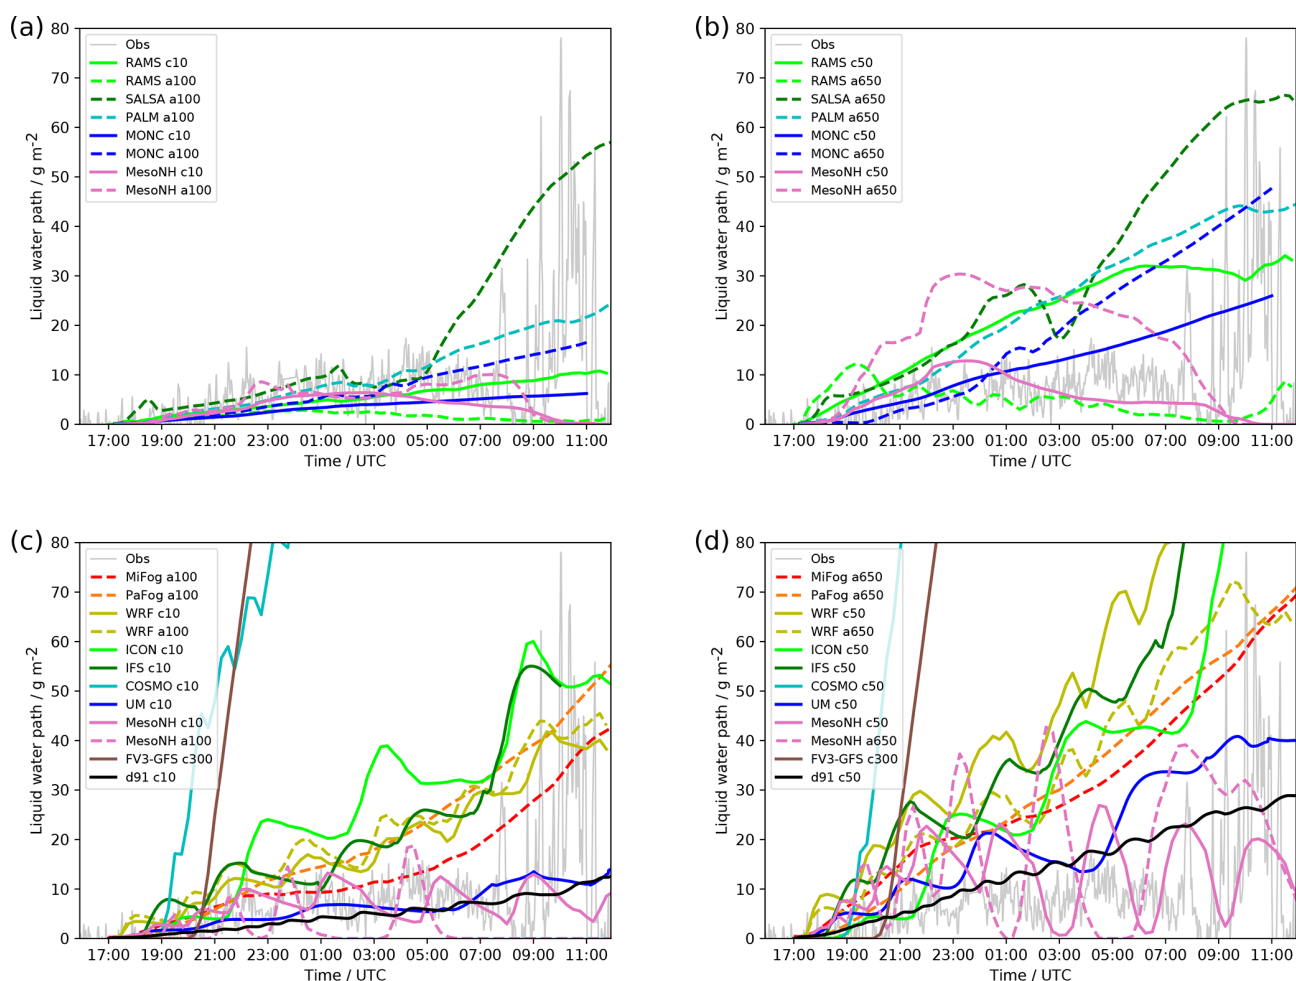 (a)
Liquid water path / g m-2
80
70
60
50
40
30
20
10
0
Obs
RAMS c10
RAMS a100
SALSA a100
PALM a100
MONC c10
MONC a100
MesoNH c10
MesoNH a100
17:00 19:00 21:00 23:00 01:00 03:00 05:00 07:00 09:00 11:00
Time / UTC
(b)
Liquid water path / g m-2
80
70
60
50
40
30
20
10
0
Obs
RAMS c50
RAMS a650
SALSA a650
PALM a650
MONC c50
MONC a650
MesoNH c50
MesoNH a650
17:00 19:00 21:00 23:00 01:00 03:00 05:00 07:00 09:00 11:00
Time / UTC
(c)
Liquid water path / g m-2
80
70
60
50
40
30
20
10
0
Obs
MiFog a100
PaFog a100
WRF c10
WRF a100
ICON c10
IFS c10
COSMO c10
UM c10
MesoNH c10
MesoNH a100
FV3-GFS c300
d91 c10
17:00 19:00 21:00 23:00 01:00 03:00 05:00 07:00 09:00 11:00
Time / UTC
(d)
Liquid water path / g m-2
80
70
60
50
40
30
20
10
0
Obs
MiFog a650
PaFog a650
WRF c50
WRF a650
ICON c50
IFS c50
COSMO c50
UM c50
MesoNH c50
MesoNH a650
FV3-GFS c300
d91 c50
17:00 19:00 21:00 23:00 01:00 03:00 05:00 07:00 09:00 11:00
Time / UTC